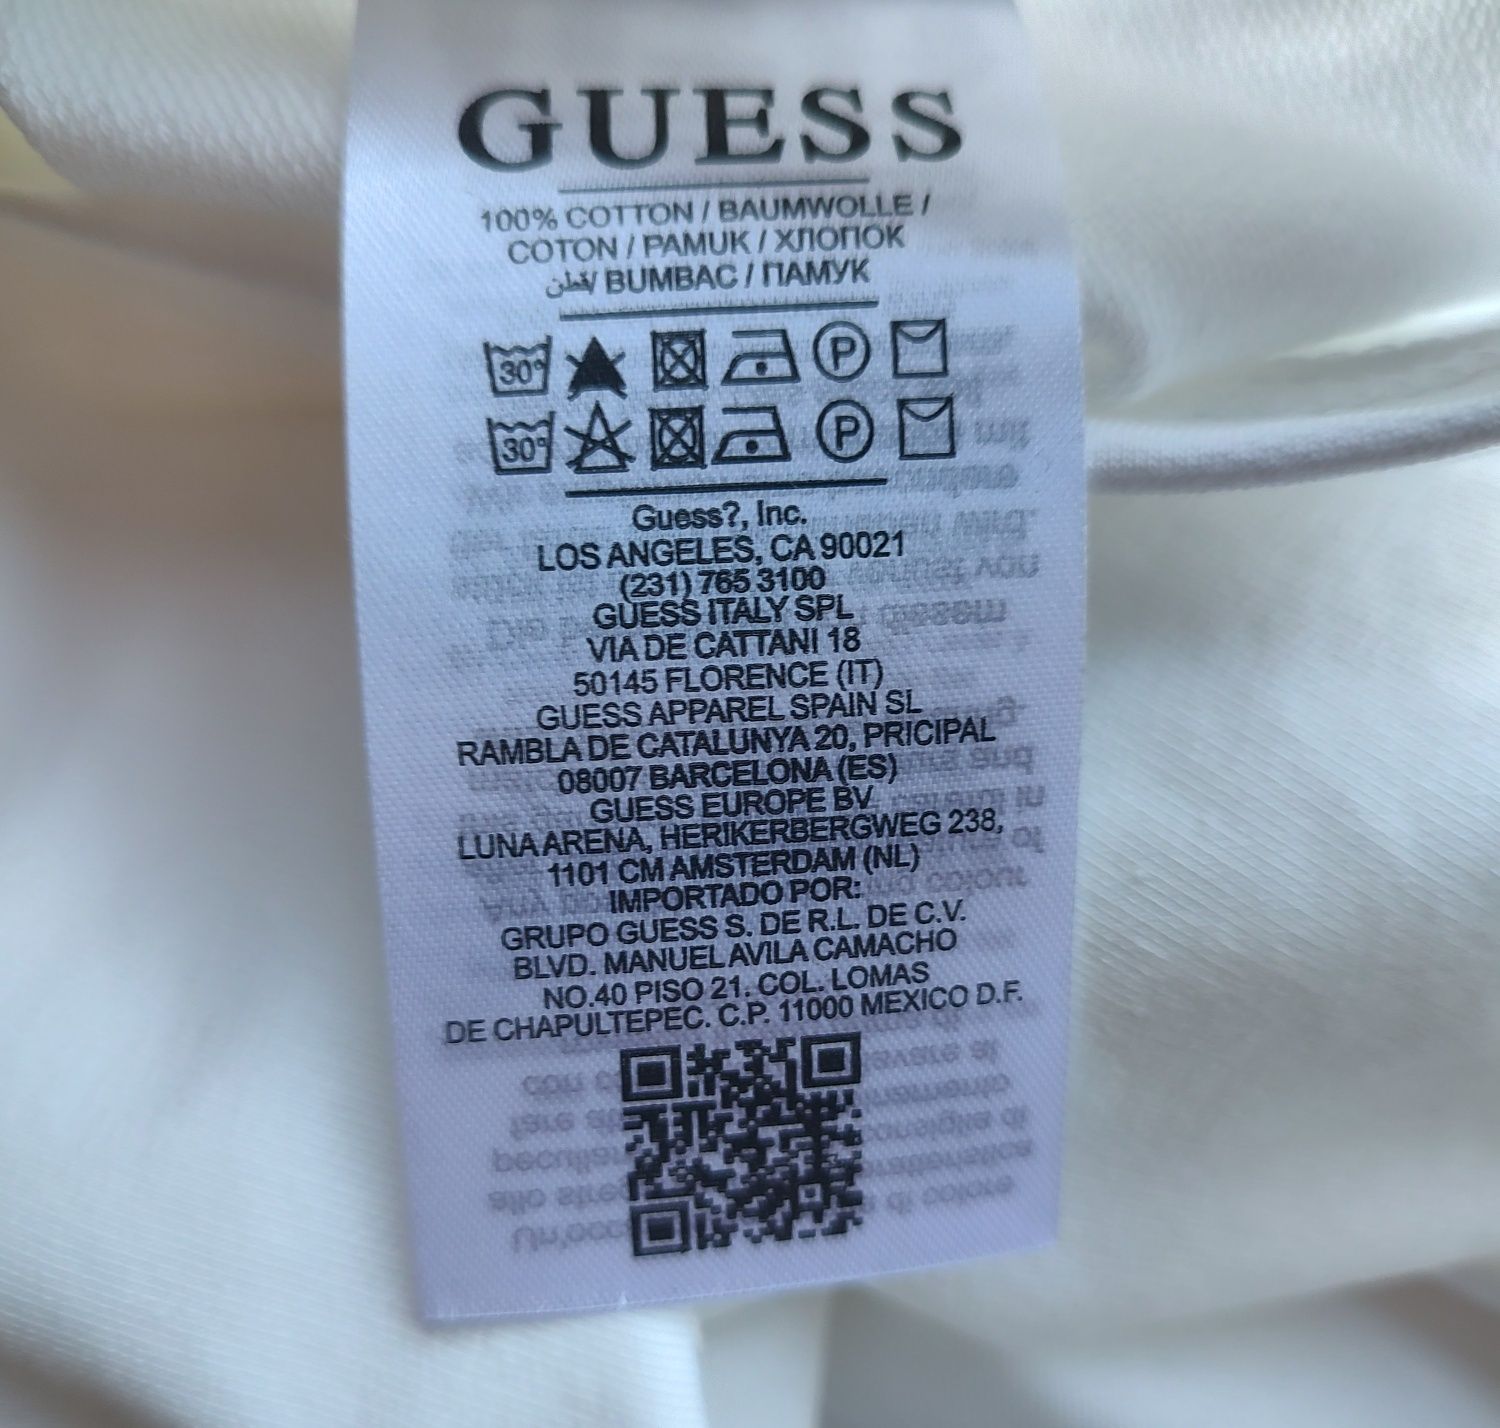 GUESS
100% COTTON / BAUMWOLLE /
COTON / PAMUK / ХЛОПОК
قطن/ BUMBAC / ПАМУК
30° P
30° P
Guess?, Inc.
LOS ANGELES, CA 90021
(231) 765 3100
GUESS ITALY SPL
VIA DE CATTANI 18
50145 FLORENCE (IT)
GUESS APPAREL SPAIN SL
RAMBLA DE CATALUNYA 20, PRICIPAL
08007 BARCELONA (ES)
GUESS EUROPE BV
LUNA ARENA, HERIKERBERGWEG 238,
1101 CM AMSTERDAM (NL)
IMPORTADO POR:
GRUPO GUESS S. DE R.L. DE C.V.
BLVD. MANUEL AVILA CAMACHO
NO.40 PISO 21. COL. LOMAS
DE CHAPULTEPEC. C.P. 11000 MEXICO D.F.